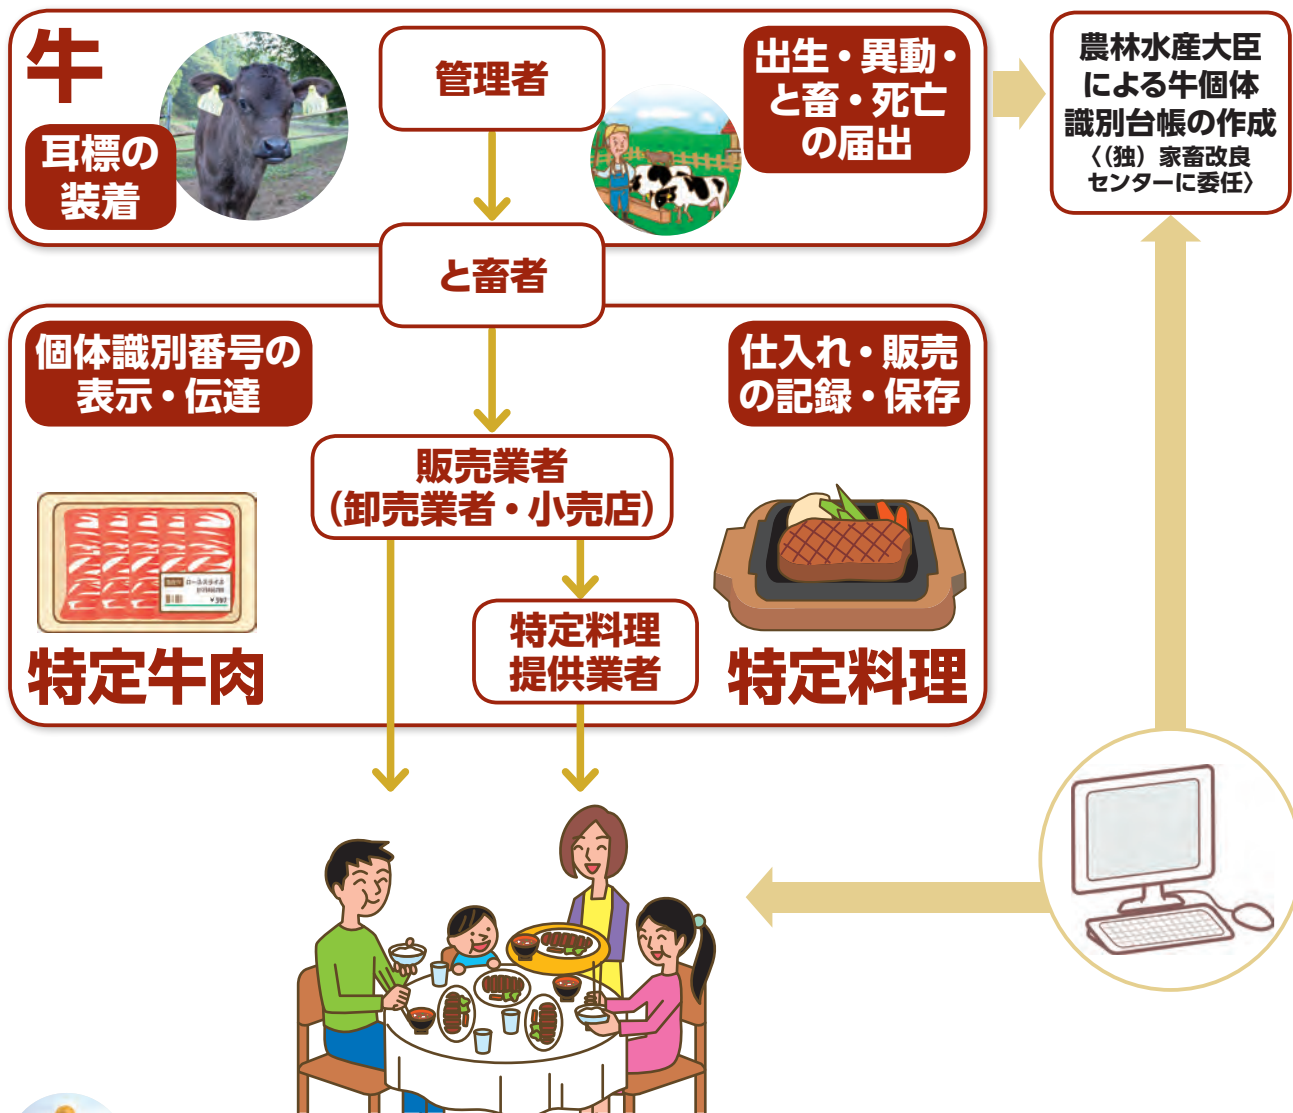 牛
耳標の
装着
管理者
出生・異動・
と畜・死亡
の届出
農林水産大臣
による牛個体
識別台帳の作成
〈(独)家畜改良
センターに委任〉
と畜者
個体識別番号の
表示・伝達
仕入れ・販売
の記録・保存
販売業者
(卸売業者・小売店)
特定料理
提供業者
特定牛肉
特定料理